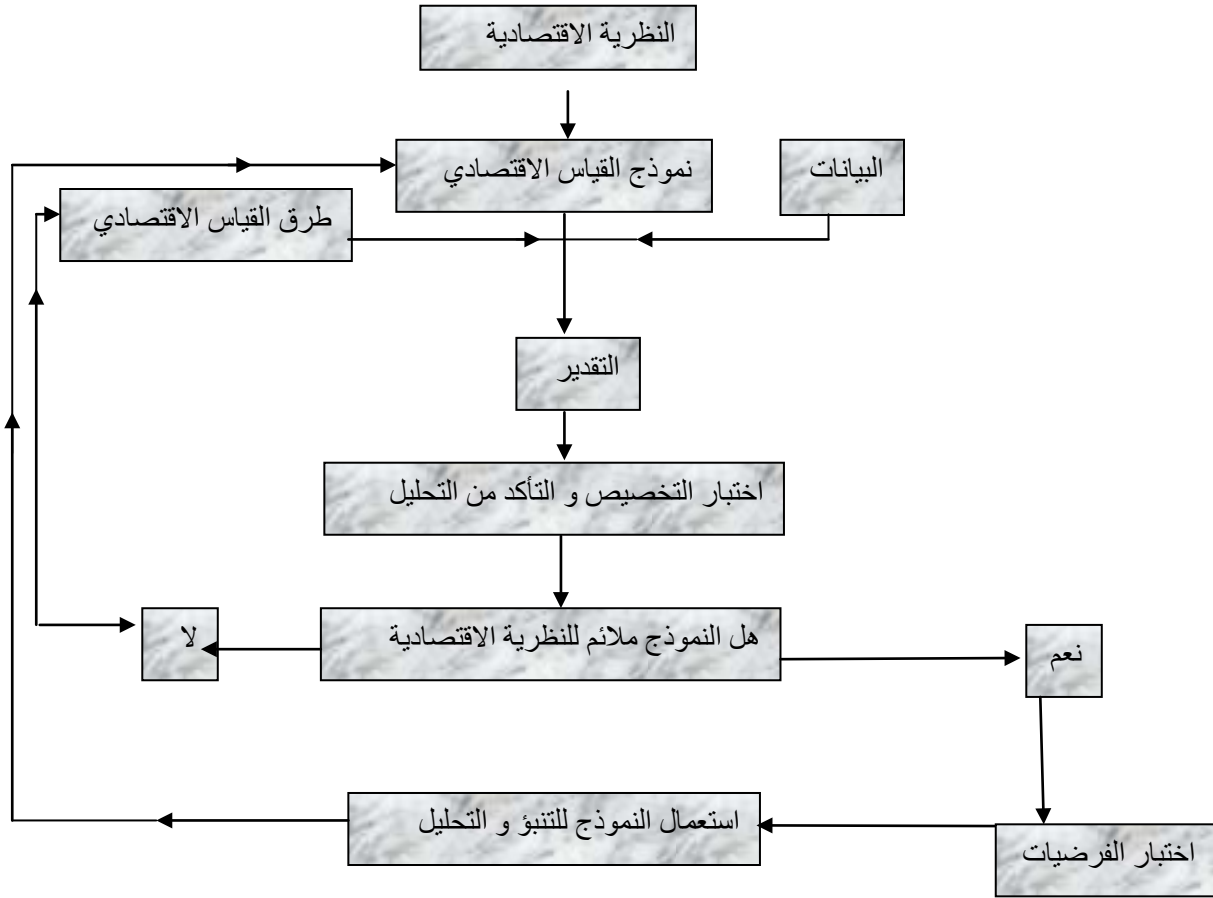 النظرية الاقتصادية
نموذج القياس الاقتصادي
البيانات
طرق القياس الاقتصادي
التقدير
اختبار التخصيص و التأكد من التحليل
هل النموذج ملائم للنظرية الاقتصادية
لا
نعم
استعمال النموذج للتنبؤ و التحليل
اختبار الفرضيات